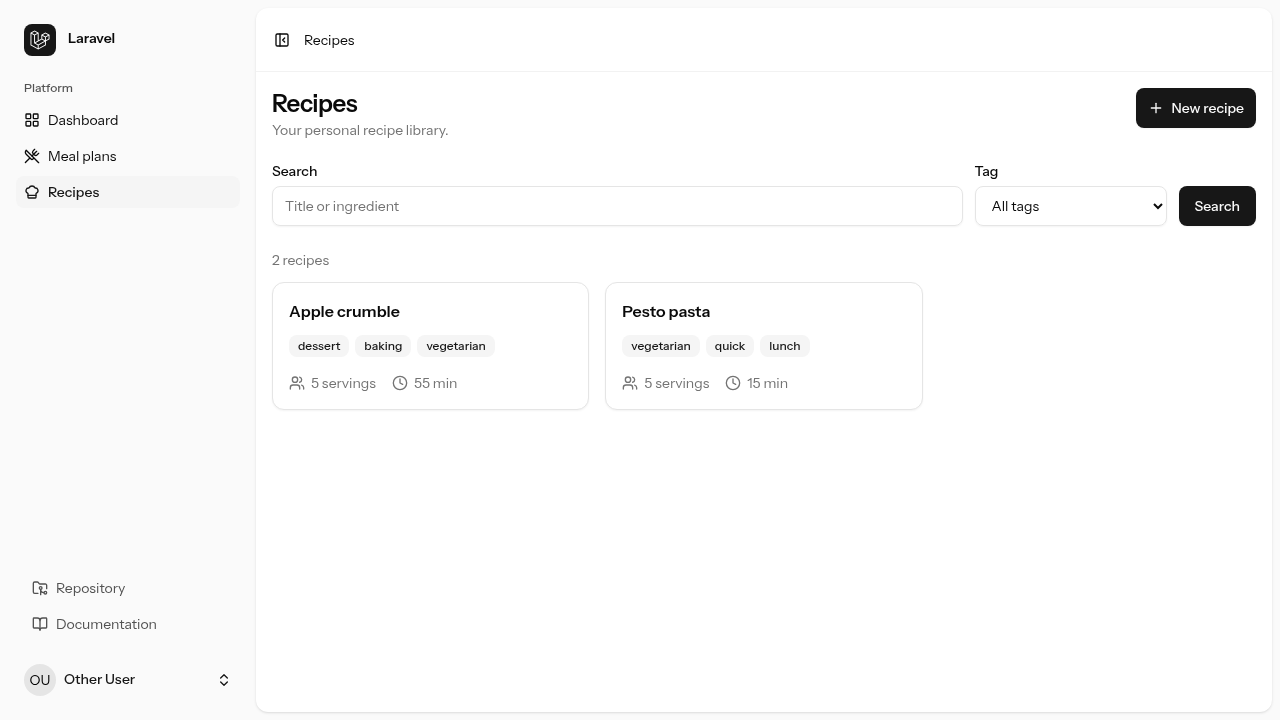 Laravel
Platform
Dashboard
Meal plans
Recipes
Repository
Documentation
OU
Other User
Recipes
Recipes
Your personal recipe library.
New recipe
Search
Title or ingredient
Tag
All tags
Search
2 recipes
Apple crumble
dessert baking vegetarian
5 servings 55 min
Pesto pasta
vegetarian quick lunch
5 servings 15 min